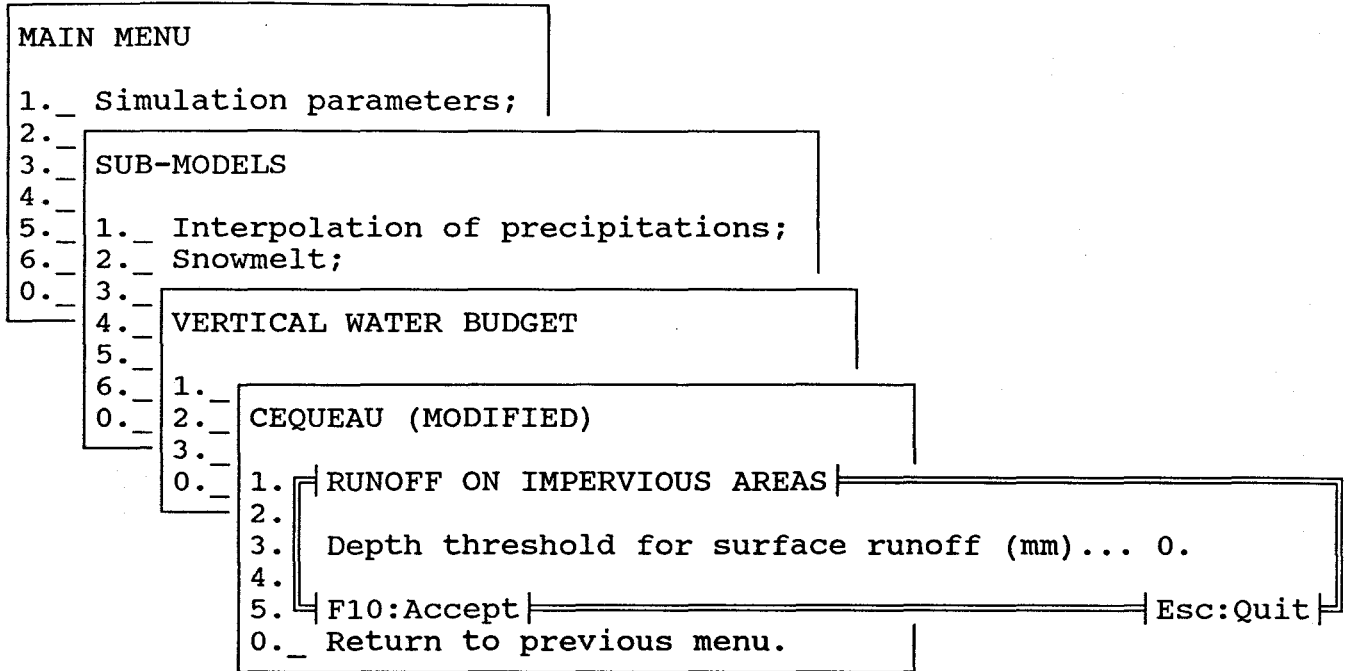 MAIN MENU
1._ Simulation parameters;
2._
3._
4._
5._
6._
0._
SUB-MODELS
1._ Interpolation of precipitations;
2._ Snowmelt;
3._
4._
5._
6._
0._
VERTICAL WATER BUDGET
1._
2._
3._
0._
CEQUEAU (MODIFIED)
1.
2.
3.
4.
5.
0._ Return to previous menu.
RUNOFF ON IMPERVIOUS AREAS
Depth threshold for surface runoff (mm)... 0.
F10:Accept Esc:Quit